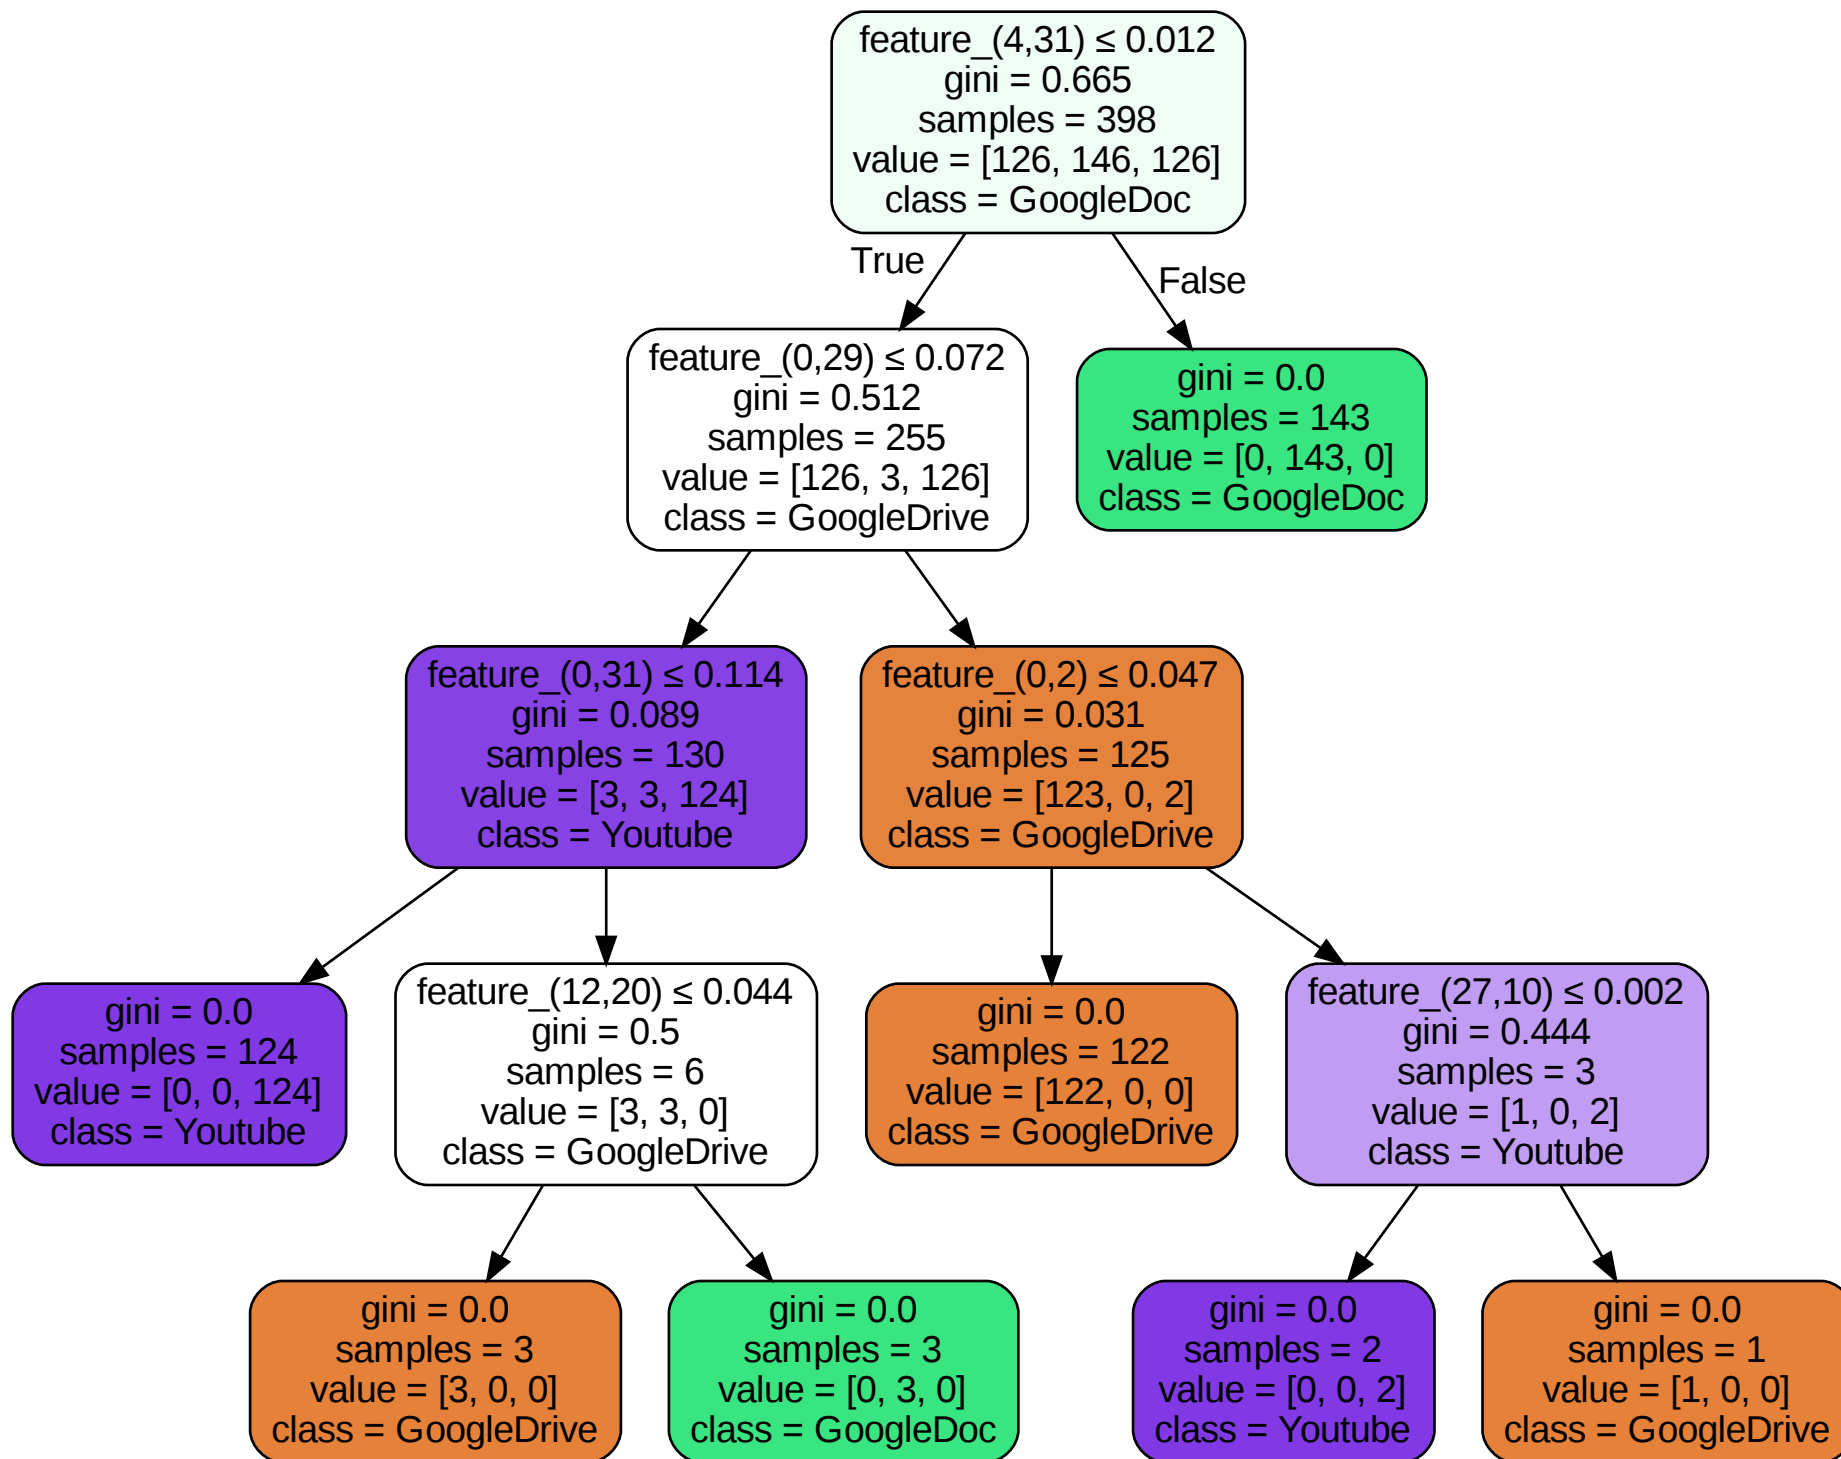 feature_(4,31) ≤ 0.012
gini = 0.665
samples = 398
value = [126, 146, 126]
class = GoogleDoc
True
False
feature_(0,29) ≤ 0.072
gini = 0.512
samples = 255
value = [126, 3, 126]
class = GoogleDrive
gini = 0.0
samples = 143
value = [0, 143, 0]
class = GoogleDoc
feature_(0,31) ≤ 0.114
gini = 0.089
samples = 130
value = [3, 3, 124]
class = Youtube
feature_(0,2) ≤ 0.047
gini = 0.031
samples = 125
value = [123, 0, 2]
class = GoogleDrive
gini = 0.0
samples = 124
value = [0, 0, 124]
class = Youtube
feature_(12,20) ≤ 0.044
gini = 0.5
samples = 6
value = [3, 3, 0]
class = GoogleDrive
gini = 0.0
samples = 122
value = [122, 0, 0]
class = GoogleDrive
feature_(27,10) ≤ 0.002
gini = 0.444
samples = 3
value = [1, 0, 2]
class = Youtube
gini = 0.0
samples = 3
value = [3, 0, 0]
class = GoogleDrive
gini = 0.0
samples = 3
value = [0, 3, 0]
class = GoogleDoc
gini = 0.0
samples = 2
value = [0, 0, 2]
class = Youtube
gini = 0.0
samples = 1
value = [1, 0, 0]
class = GoogleDrive